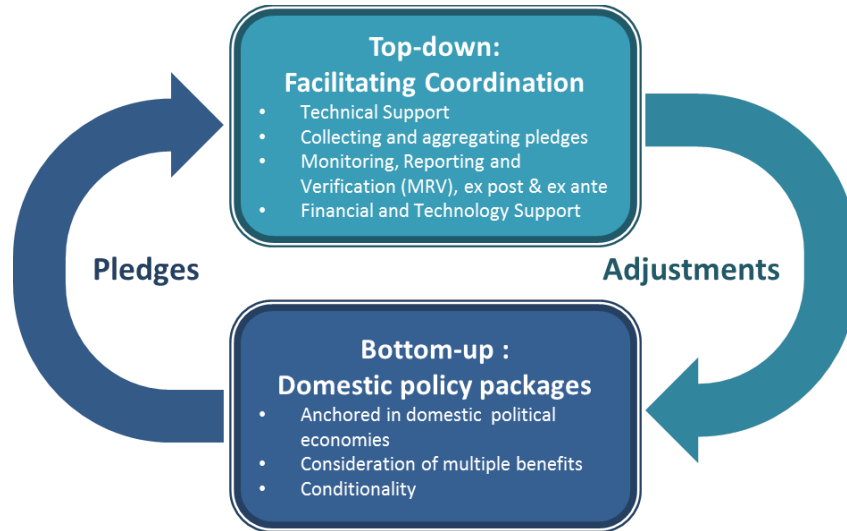 Top-down:
Facilitating Coordination
• Technical Support
• Collecting and aggregating pledges
• Monitoring, Reporting and
Verification (MRV), ex post & ex ante
• Financial and Technology Support
Pledges
Adjustments
Bottom-up :
Domestic policy packages
• Anchored in domestic political
economies
• Consideration of multiple benefits
• Conditionality